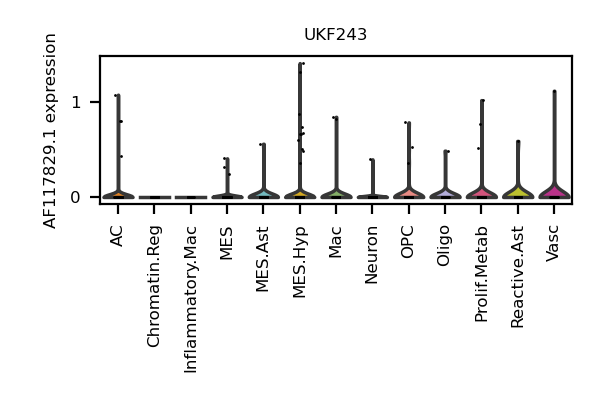 UKF243
AF117829.1 expression
1
0
AC
Chromatin.Reg
Inflammatory.Mac
MES
MES.Ast
MES.Hyp
Mac
Neuron
OPC
Oligo
Prolif.Metab
Reactive.Ast
Vasc